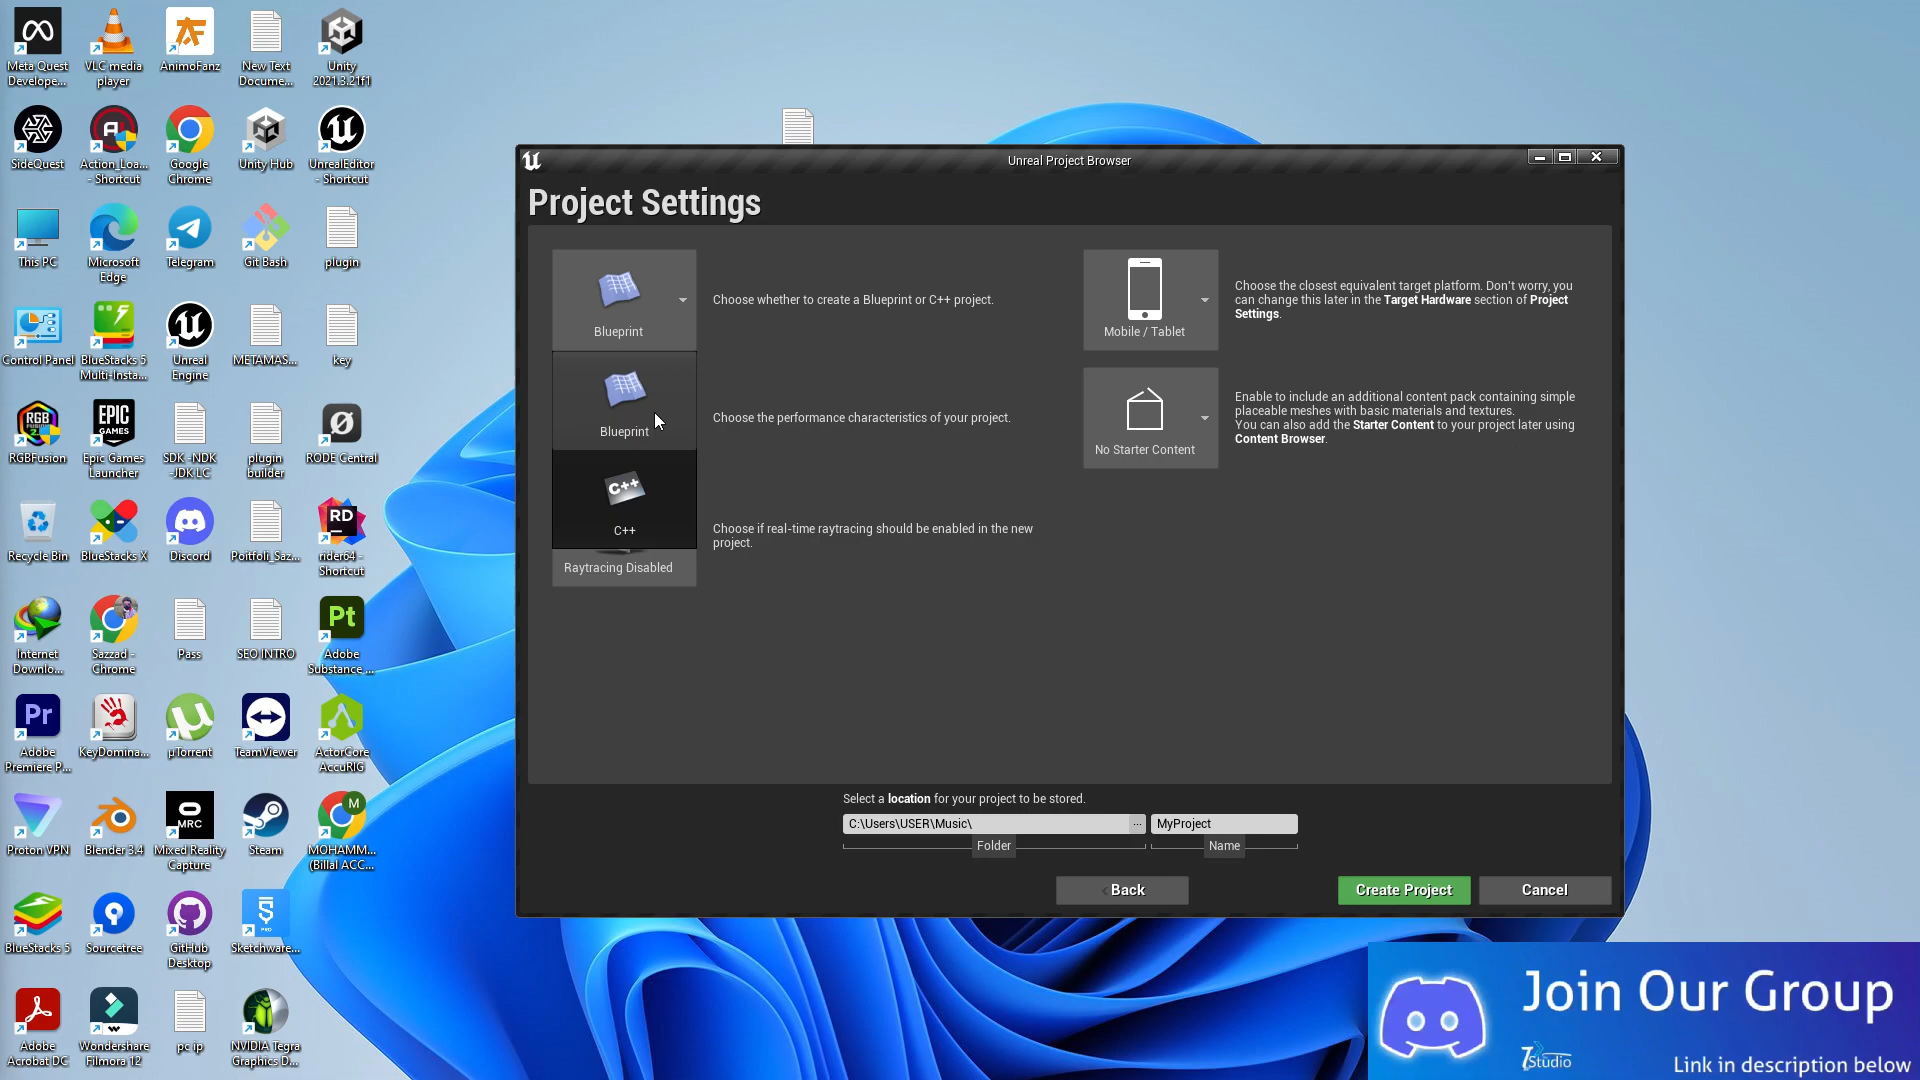 Meta Quest
Develope...
VLC media
player
AnimoFanz
New Text
Docume...
Unity
2021.3.21f1
SideQuest
Action_Loa...
- Shortcut
Google
Chrome
Unity Hub
UnrealEditor
- Shortcut
This PC
Microsoft
Edge
Telegram
Git Bash
plugin
Control Panel
BlueStacks 5
Multi-Insta...
Unreal
Engine
METAMAS...
key
RGBFusion
EPIC
GAMES
Epic Games
Launcher
SDK -NDK
-JDK LC
plugin
builder
RODE Central
Recycle Bin
BlueStacks X
Discord
Poitfoli_Saz...
RD
rider64 -
Shortcut
Internet
Downlo...
Sazzad -
Chrome
Pass
SEO INTRO
Pt
Adobe
Substance ...
Pr
Adobe
Premiere P...
KeyDomina...
µTorrent
TeamViewer
ActorCore
AccuRIG
Proton VPN
Blender 3.4
MRC
Mixed Reality
Capture
Steam
M
MOHAMM...
(Billal ACC...
BlueStacks 5
Sourcetree
GitHub
Desktop
PRO
Sketchware...
Adobe
Acrobat DC
Wondershare
Filmora 12
pc ip
NVIDIA Tegra
Graphics D...
Unreal Project Browser
Project Settings
Blueprint
Choose whether to create a Blueprint or C++ project.
Mobile / Tablet
Choose the closest equivalent target platform. Don't worry, you
can change this later in the Target Hardware section of Project
Settings.
Blueprint
Choose the performance characteristics of your project.
No Starter Content
Enable to include an additional content pack containing simple
placeable meshes with basic materials and textures.
You can also add the Starter Content to your project later using
Content Browser.
C++
C++
Choose if real-time raytracing should be enabled in the new
project.
Raytracing Disabled
Select a location for your project to be stored.
C:\Users\USER\Music\
...
MyProject
Folder
Name
Back
Create Project
Cancel
Join Our Group
7 Studio
Link in description below